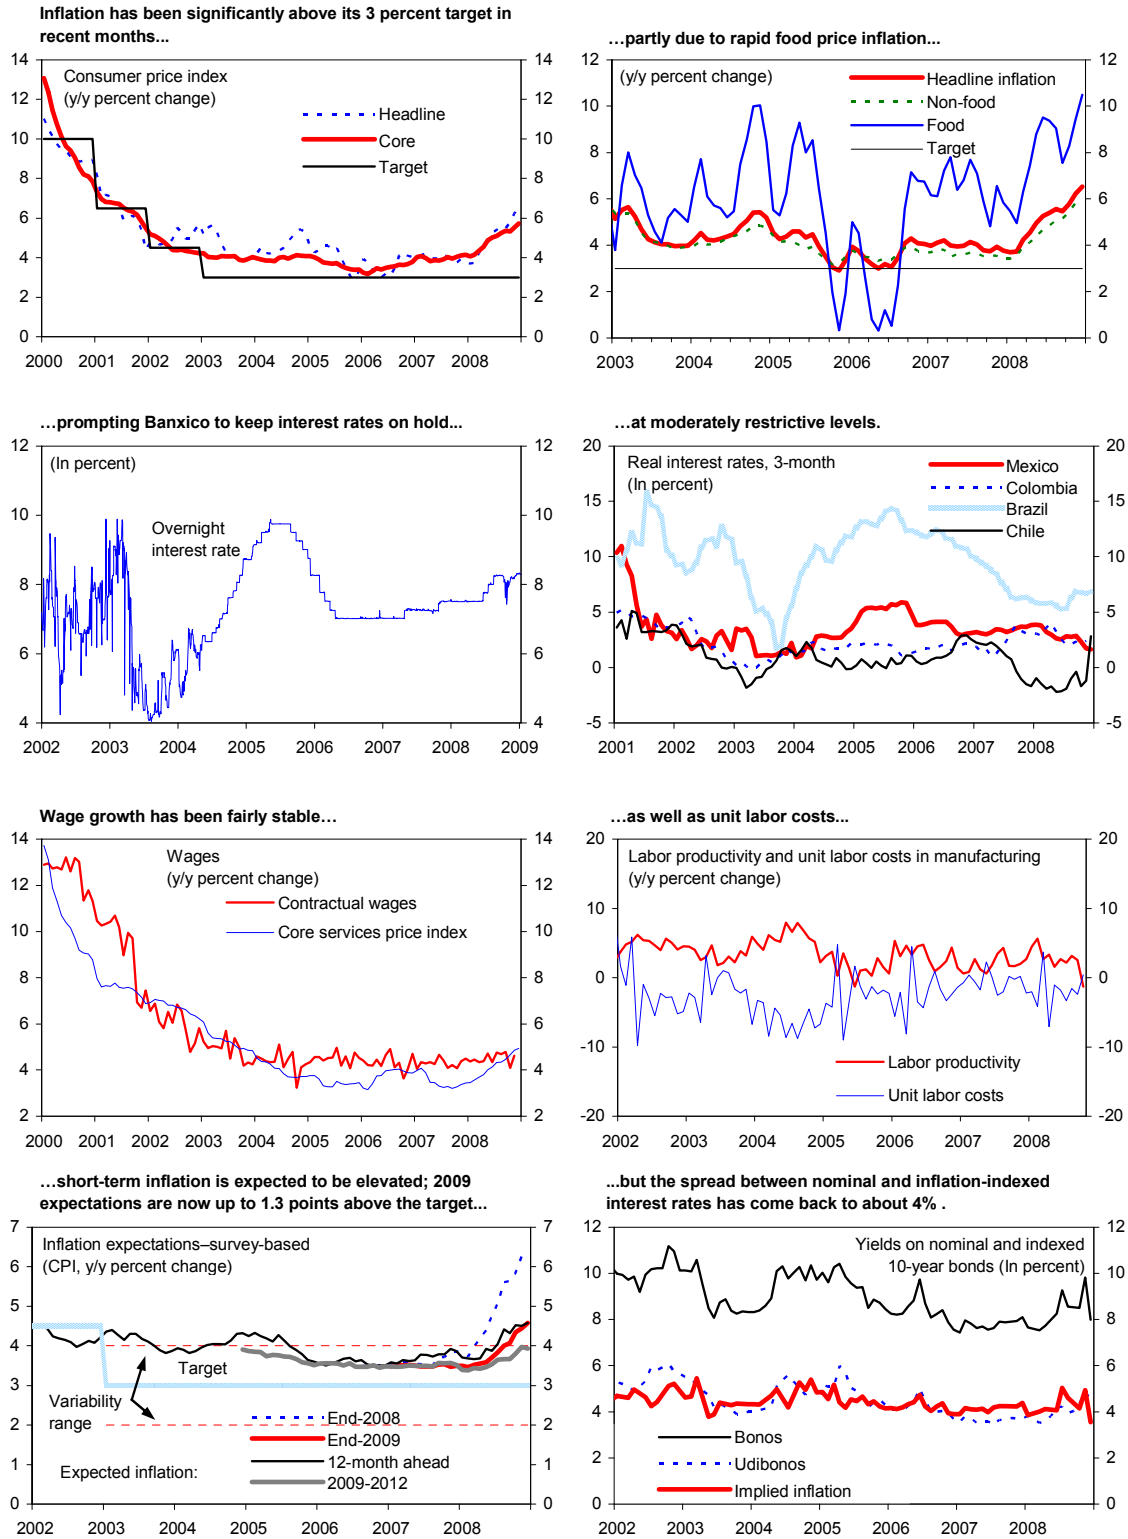 Inflation has been significantly above its 3 percent target in
recent months...
14
12
10
8
6
4
2
0
14
12
10
8
6
4
2
0
Consumer price index
(y/y percent change)
Headline
Core
Target
2000 2001 2002 2003 2004 2005 2006 2007 2008
…partly due to rapid food price inflation...
12
10
8
6
4
2
0
12
10
8
6
4
2
0
(y/y percent change)
Headline inflation
Non-food
Food
Target
2003 2004 2005 2006 2007 2008
…prompting Banxico to keep interest rates on hold...
12
10
8
6
4
12
10
8
6
4
(In percent)
Overnight
interest rate
2002 2003 2004 2005 2006 2007 2008 2009
…at moderately restrictive levels.
20
15
10
5
0
-5
20
15
10
5
0
-5
Real interest rates, 3-month
(In percent)
Mexico
Colombia
Brazil
Chile
2001 2002 2003 2004 2005 2006 2007 2008
Wage growth has been fairly stable…
14
12
10
8
6
4
2
14
12
10
8
6
4
2
Wages
(y/y percent change)
Contractual wages
Core services price index
2000 2001 2002 2003 2004 2005 2006 2007 2008
…as well as unit labor costs...
20
10
0
-10
-20
20
10
0
-10
-20
Labor productivity and unit labor costs in manufacturing
(y/y percent change)
Labor productivity
Unit labor costs
2002 2003 2004 2005 2006 2007 2008
…short-term inflation is expected to be elevated; 2009
expectations are now up to 1.3 points above the target...
7
6
5
4
3
2
1
0
7
6
5
4
3
2
1
0
Inflation expectations–survey-based
(CPI, y/y percent change)
Target
Variability
range
Expected inflation:
End-2008
End-2009
12-month ahead
2009-2012
2002 2003 2004 2005 2006 2007 2008
...but the spread between nominal and inflation-indexed
interest rates has come back to about 4% .
12
10
8
6
4
2
0
12
10
8
6
4
2
0
Yields on nominal and indexed
10-year bonds (In percent)
Bonos
Udibonos
Implied inflation
2002 2003 2004 2005 2006 2007 2008